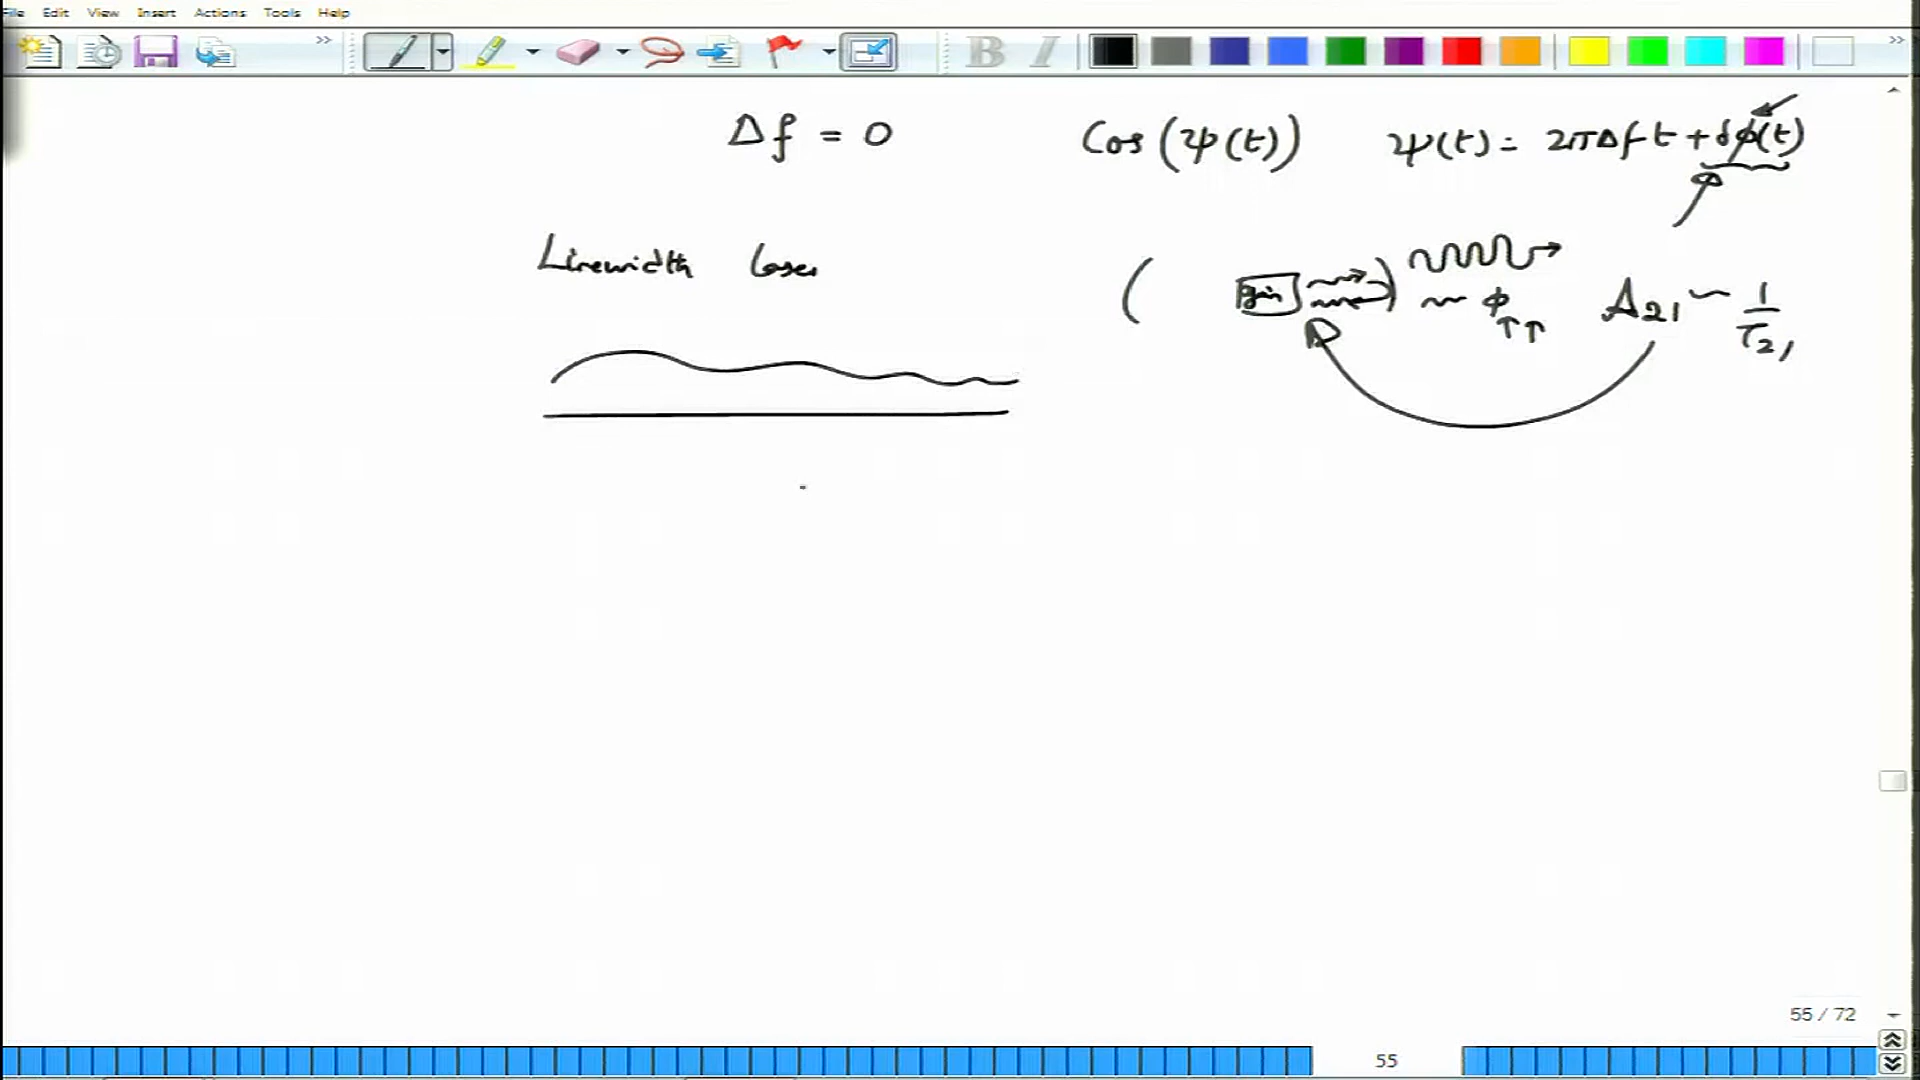 File Edit View Insert Actions Tools Help
B I
Δf = 0 Cos(ψ(t)) ψ(t) = 2πΔft + δϕ(t)
Linewidth laser
gain ϕ A21 ~ 1/τ21
55 / 72
55